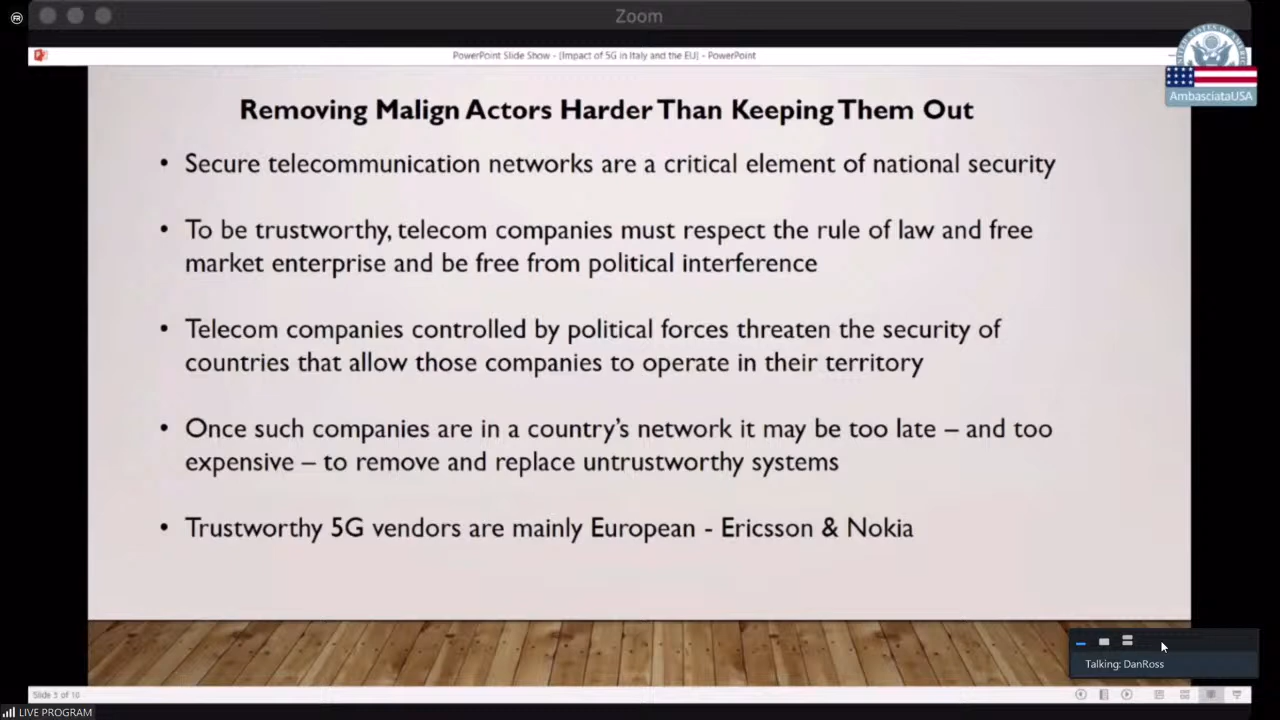 Zoom
PowerPoint Slide Show - [Impact of 5G in Italy and the EU] - PowerPoint
AmbasciataUSA
Removing Malign Actors Harder Than Keeping Them Out
• Secure telecommunication networks are a critical element of national security
• To be trustworthy, telecom companies must respect the rule of law and free
market enterprise and be free from political interference
• Telecom companies controlled by political forces threaten the security of
countries that allow those companies to operate in their territory
• Once such companies are in a country's network it may be too late – and too
expensive – to remove and replace untrustworthy systems
• Trustworthy 5G vendors are mainly European - Ericsson & Nokia
Talking: DanRoss
LIVE PROGRAM